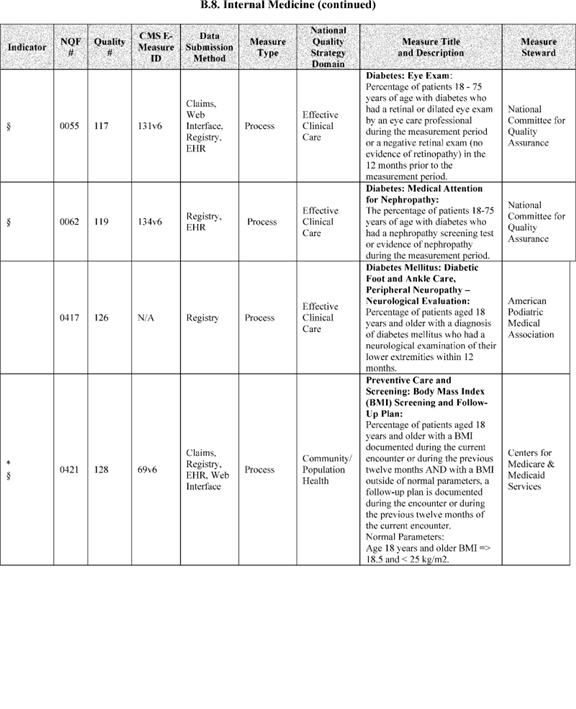 B.8. Internal Medicine (continued)
Indicator
NQF
#
Quality
#
CMS E-
Measure
ID
Data
Submission
Method
Measure
Type
National
Quality
Strategy
Domain
Measure Title
and Description
Measure
Steward
§
0055
117
131v6
Claims,
Web
Interface,
Registry,
EHR
Process
Effective
Clinical
Care
Diabetes: Eye Exam:
Percentage of patients 18 - 75
years of age with diabetes who
had a retinal or dilated eye exam
by an eye care professional
during the measurement period
or a negative retinal exam (no
evidence of retinopathy) in the
12 months prior to the
measurement period.
National
Committee for
Quality
Assurance
§
0062
119
134v6
Registry,
EHR
Process
Effective
Clinical
Care
Diabetes: Medical Attention
for Nephropathy:
The percentage of patients 18-75
years of age with diabetes who
had a nephropathy screening test
or evidence of nephropathy
during the measurement period.
National
Committee for
Quality
Assurance
0417
126
N/A
Registry
Process
Effective
Clinical
Care
Diabetes Mellitus: Diabetic
Foot and Ankle Care,
Peripheral Neuropathy –
Neurological Evaluation:
Percentage of patients aged 18
years and older with a diagnosis
of diabetes mellitus who had a
neurological examination of their
lower extremities within 12
months.
American
Podiatric
Medical
Association
*
§
0421
128
69v6
Claims,
Registry,
EHR, Web
Interface
Process
Community/
Population
Health
Preventive Care and
Screening: Body Mass Index
(BMI) Screening and Follow-
Up Plan:
Percentage of patients aged 18
years and older with a BMI
documented during the current
encounter or during the previous
twelve months AND with a BMI
outside of normal parameters, a
follow-up plan is documented
during the encounter or during
the previous twelve months of
the current encounter.
Normal Parameters:
Age 18 years and older BMI =>
18.5 and < 25 kg/m2.
Centers for
Medicare &
Medicaid
Services